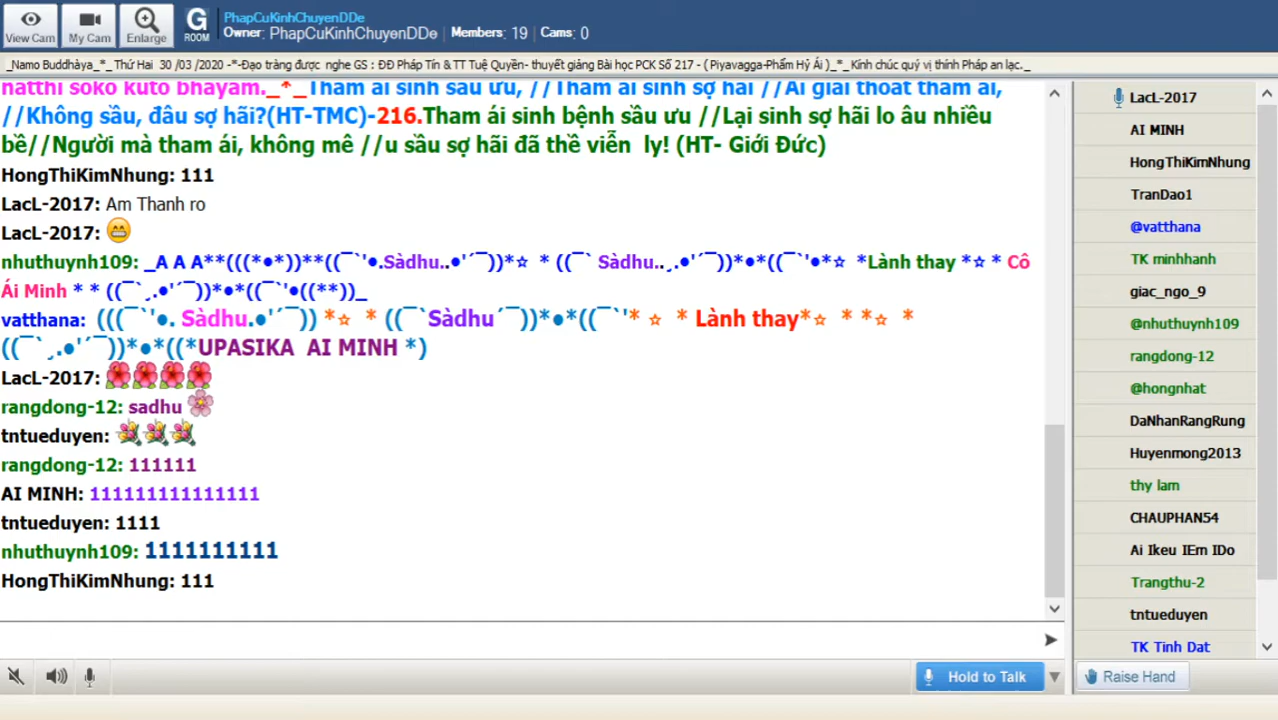 View Cam
My Cam
Enlarge
G
ROOM
PhapCuKinhChuyenDDe
Owner: PhapCuKinhChuyenDDe Members: 19 Cams: 0
_Namo Buddhàya_*_ Thứ Hai 30 /03 /2020 -*-Đạo tràng được nghe GS : ĐĐ Pháp Tín & TT Tuệ Quyền- thuyết giảng Bài học PCK Số 217 - ( Piyavagga-Phẩm Hỷ Ái )_*_ Kính chúc quý vị thính Pháp an lạc._
natthi soko kuto bhayam._*_Tham ái sinh sầu ưu, //Tham ái sinh sợ hãi //Ai giải thoát tham ái,
//Không sầu, đâu sợ hãi?(HT-TMC)-216.Tham ái sinh bệnh sầu ưu //Lại sinh sợ hãi lo âu nhiều
bề//Người mà tham ái, không mê //u sầu sợ hãi đã thề viễn ly! (HT- Giới Đức)
HongThiKimNhung: 111
LacL-2017: Am Thanh ro
LacL-2017:
nhuthuynh109: _A A A**(((*•*))**((¯`'•.Sàdhu..•'´¯))*☆ * ((¯` Sàdhu..¸.•'´¯))*•*((¯`'•*☆ *Lành thay *☆* Cô
Ái Minh * * ((¯`¸.•'´¯))*•*((¯`'•((**))_
vatthana: (((¯`'•. Sàdhu.•'´¯)) *☆ * ((¯`Sàdhu´¯))*•*((¯`'* ☆ * Lành thay*☆ * *☆ *
((¯`¸.•'´¯))*•*((*UPASIKA AI MINH *)
LacL-2017:
rangdong-12: sadhu
tntueduyen:
rangdong-12: 111111
AI MINH: 111111111111111
tntueduyen: 1111
nhuthuynh109: 1111111111
HongThiKimNhung: 111
Hold to Talk
LacL-2017
AI MINH
HongThiKimNhung
TranDao1
@vatthana
TK minhhanh
giac_ngo_9
@nhuthuynh109
rangdong-12
@hongnhat
DaNhanRangRung
Huyenmong2013
thy lam
CHAUPHAN54
Ai Ikeu IEm IDo
Trangthu-2
tntueduyen
TK Tinh Dat
Raise Hand